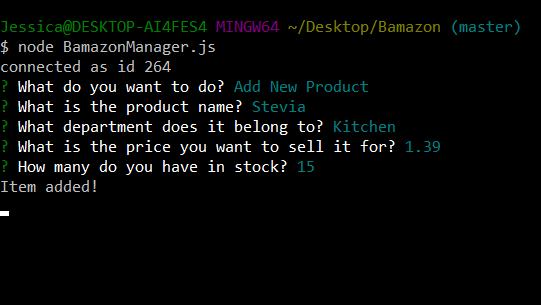 Jessica@DESKTOP-AI4FES4 MINGW64 ~/Desktop/Bamazon (master)
$ node BamazonManager.js
connected as id 264
? What do you want to do? Add New Product
? What is the product name? Stevia
? What department does it belong to? Kitchen
? What is the price you want to sell it for? 1.39
? How many do you have in stock? 15
Item added!